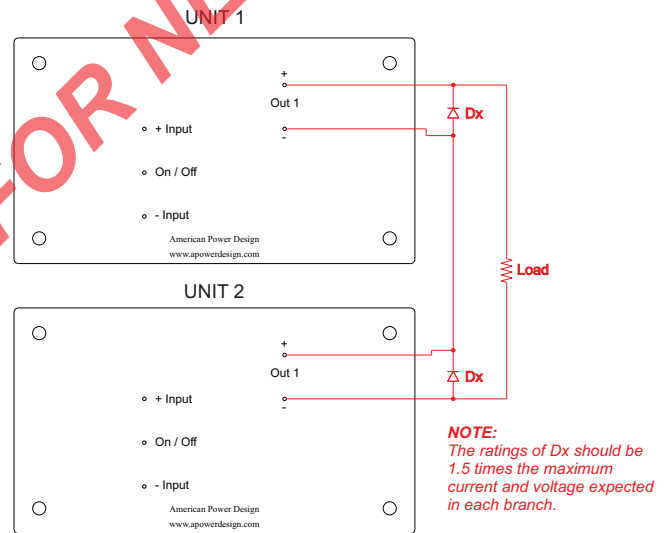 UNIT 1
+
Out 1
-
Dx
+ Input
On / Off
- Input
American Power Design
www.apowerdesign.com
Load
UNIT 2
+
Out 1
-
Dx
+ Input
On / Off
- Input
American Power Design
www.apowerdesign.com
NOTE:
The ratings of Dx should be
1.5 times the maximum
current and voltage expected
in each branch.
FOR